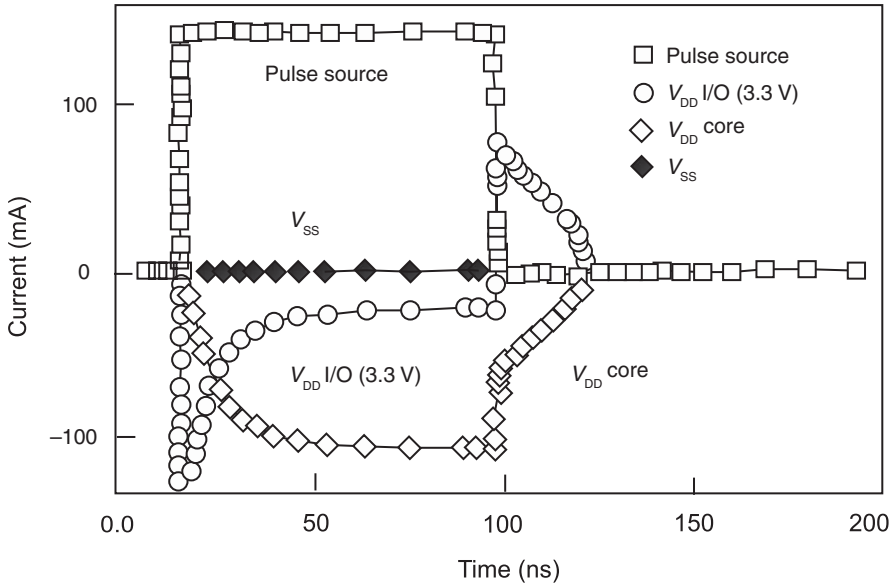 Pulse source
V_DD I/O (3.3 V)
V_DD core
V_SS
Pulse source
V_SS
V_DD I/O (3.3 V)
V_DD core
100
0
–100
Current (mA)
0.0
50
100
150
200
Time (ns)